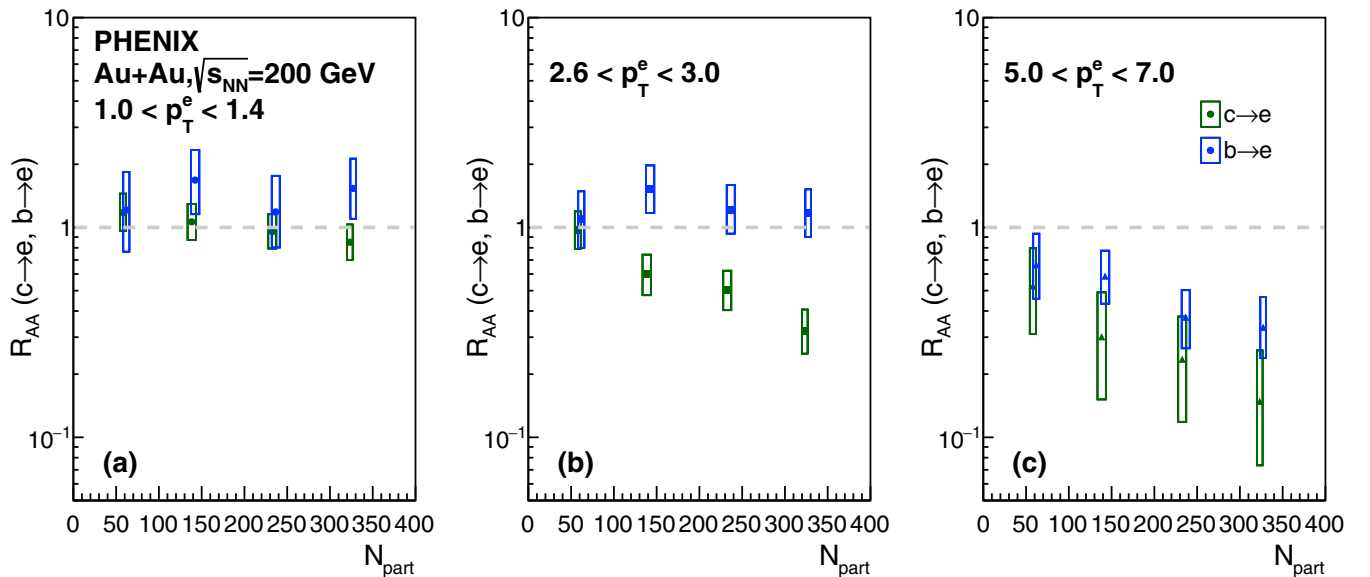 PHENIX
Au+Au, √s_NN=200 GeV
1.0 < p_T^e < 1.4
R_AA (c→e, b→e)
10
1
10^−1
(a)
0 50 100 150 200 250 300 350 400
N_part
2.6 < p_T^e < 3.0
R_AA (c→e, b→e)
10
1
10^−1
(b)
0 50 100 150 200 250 300 350 400
N_part
5.0 < p_T^e < 7.0
c→e
b→e
R_AA (c→e, b→e)
10
1
10^−1
(c)
0 50 100 150 200 250 300 350 400
N_part